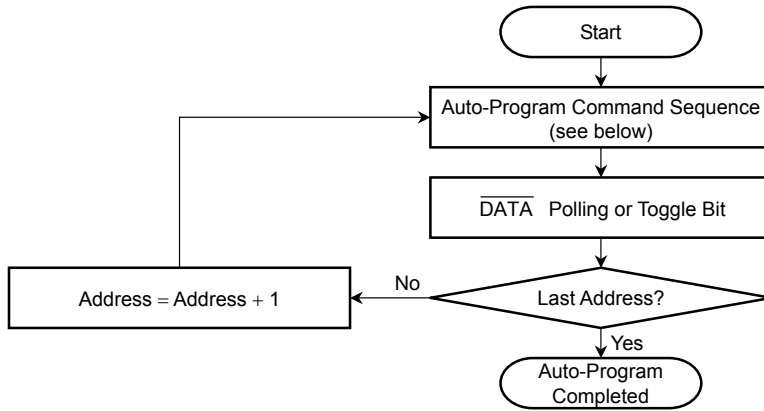 Start
Auto-Program Command Sequence
(see below)
D̅A̅T̅A̅ Polling or Toggle Bit
Address = Address + 1
No
Last Address?
Yes
Auto-Program
Completed